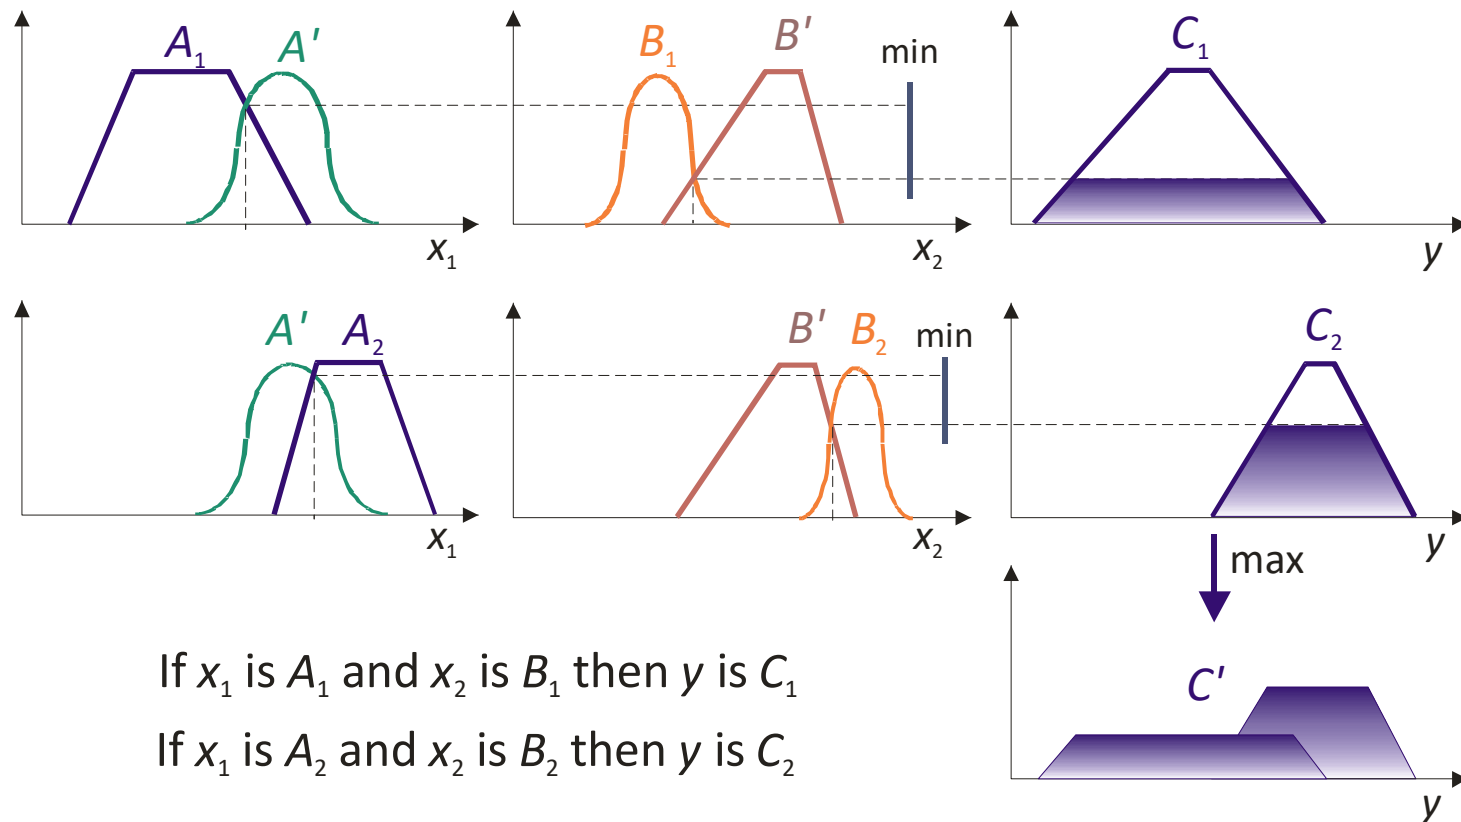 A₁ A' B₁ B' min C₁
x₁ x₂ y
A' A₂ B' B₂ min C₂
x₁ x₂ y
max
If x₁ is A₁ and x₂ is B₁ then y is C₁
C'
If x₁ is A₂ and x₂ is B₂ then y is C₂
y